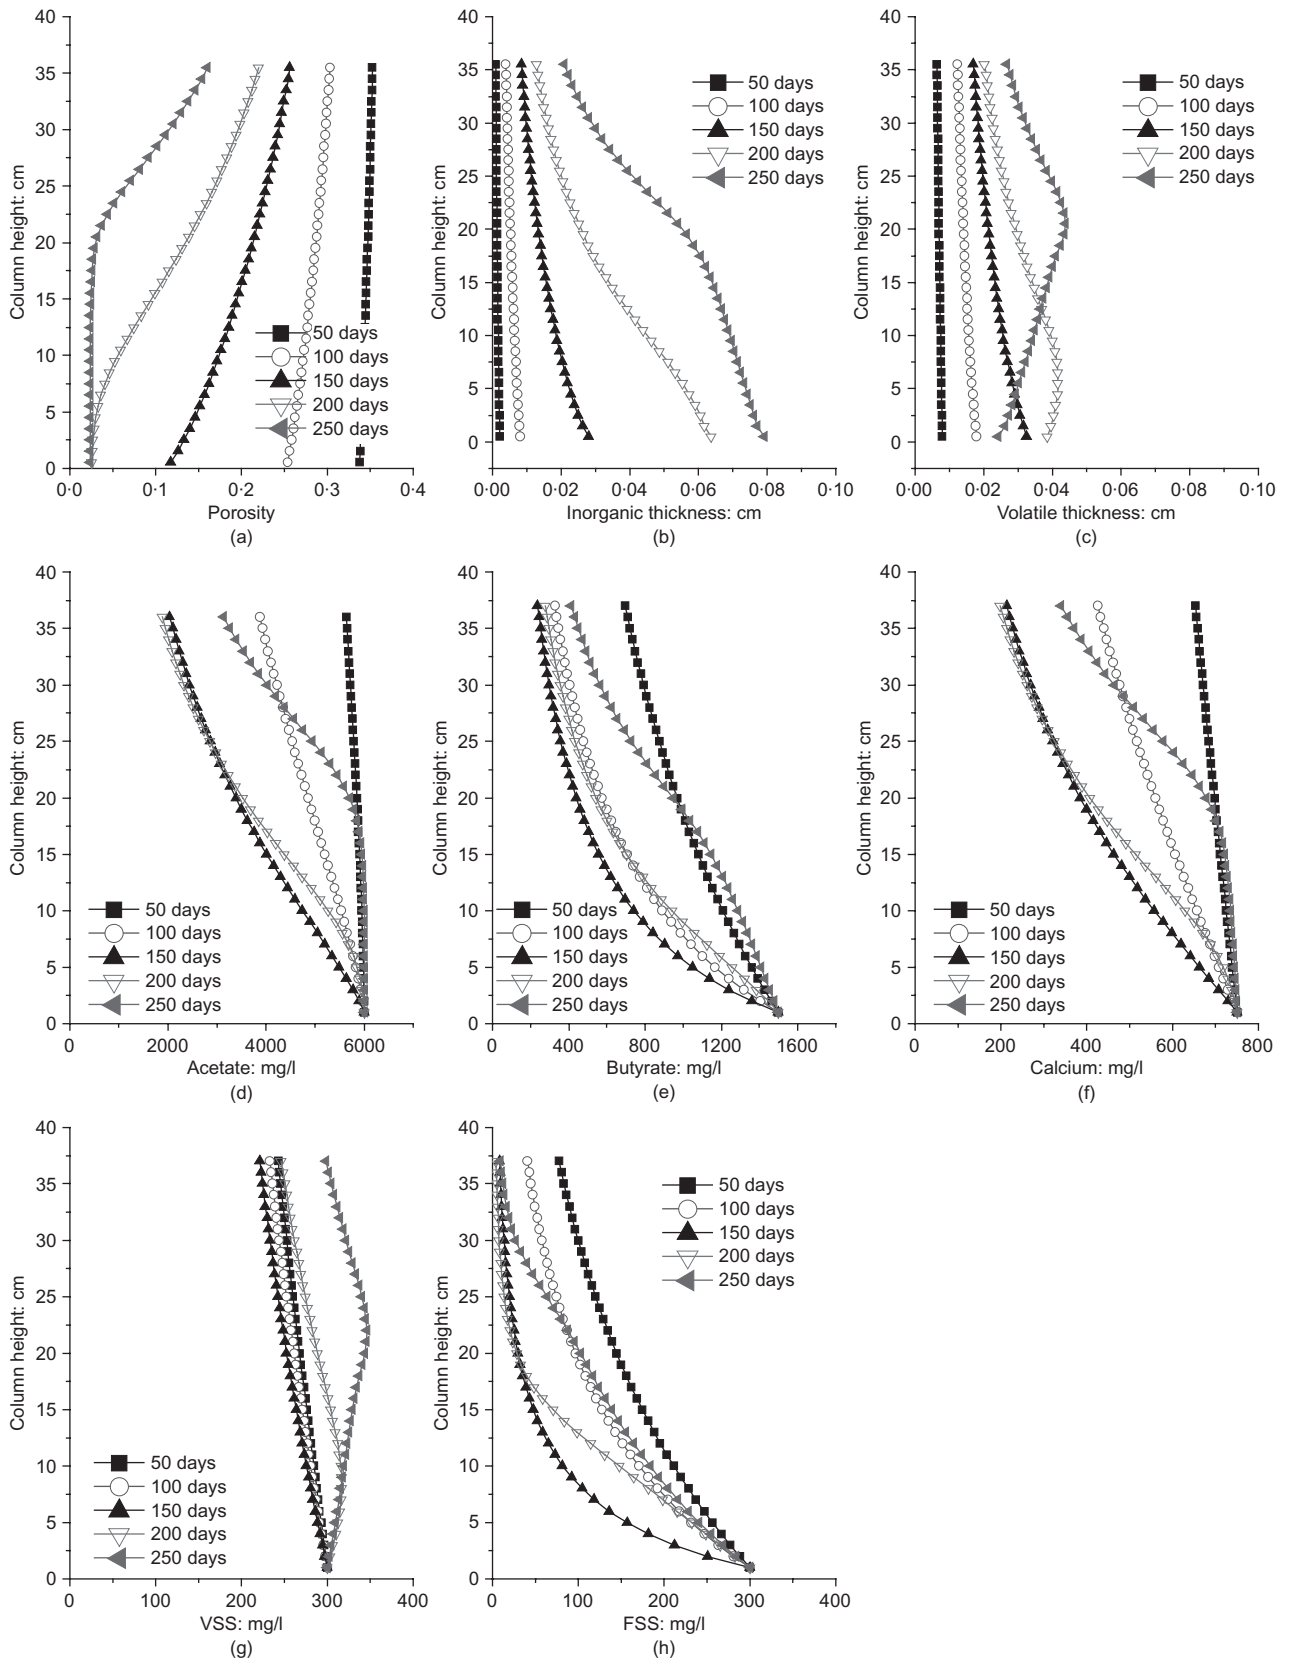 Column height: cm
40
35
30
25
20
15
10
5
0
50 days
100 days
150 days
200 days
250 days
0·0 0·1 0·2 0·3 0·4
Porosity
(a)
Column height: cm
40
35
30
25
20
15
10
5
0
50 days
100 days
150 days
200 days
250 days
0·00 0·02 0·04 0·06 0·08 0·10
Inorganic thickness: cm
(b)
Column height: cm
40
35
30
25
20
15
10
5
0
50 days
100 days
150 days
200 days
250 days
0·00 0·02 0·04 0·06 0·08 0·10
Volatile thickness: cm
(c)
Column height: cm
40
35
30
25
20
15
10
5
0
50 days
100 days
150 days
200 days
250 days
0 2000 4000 6000
Acetate: mg/l
(d)
Column height: cm
40
35
30
25
20
15
10
5
0
50 days
100 days
150 days
200 days
250 days
0 400 800 1200 1600
Butyrate: mg/l
(e)
Column height: cm
40
35
30
25
20
15
10
5
0
50 days
100 days
150 days
200 days
250 days
0 200 400 600 800
Calcium: mg/l
(f)
Column height: cm
40
35
30
25
20
15
10
5
0
50 days
100 days
150 days
200 days
250 days
0 100 200 300 400
VSS: mg/l
(g)
Column height: cm
40
35
30
25
20
15
10
5
0
50 days
100 days
150 days
200 days
250 days
0 100 200 300 400
FSS: mg/l
(h)